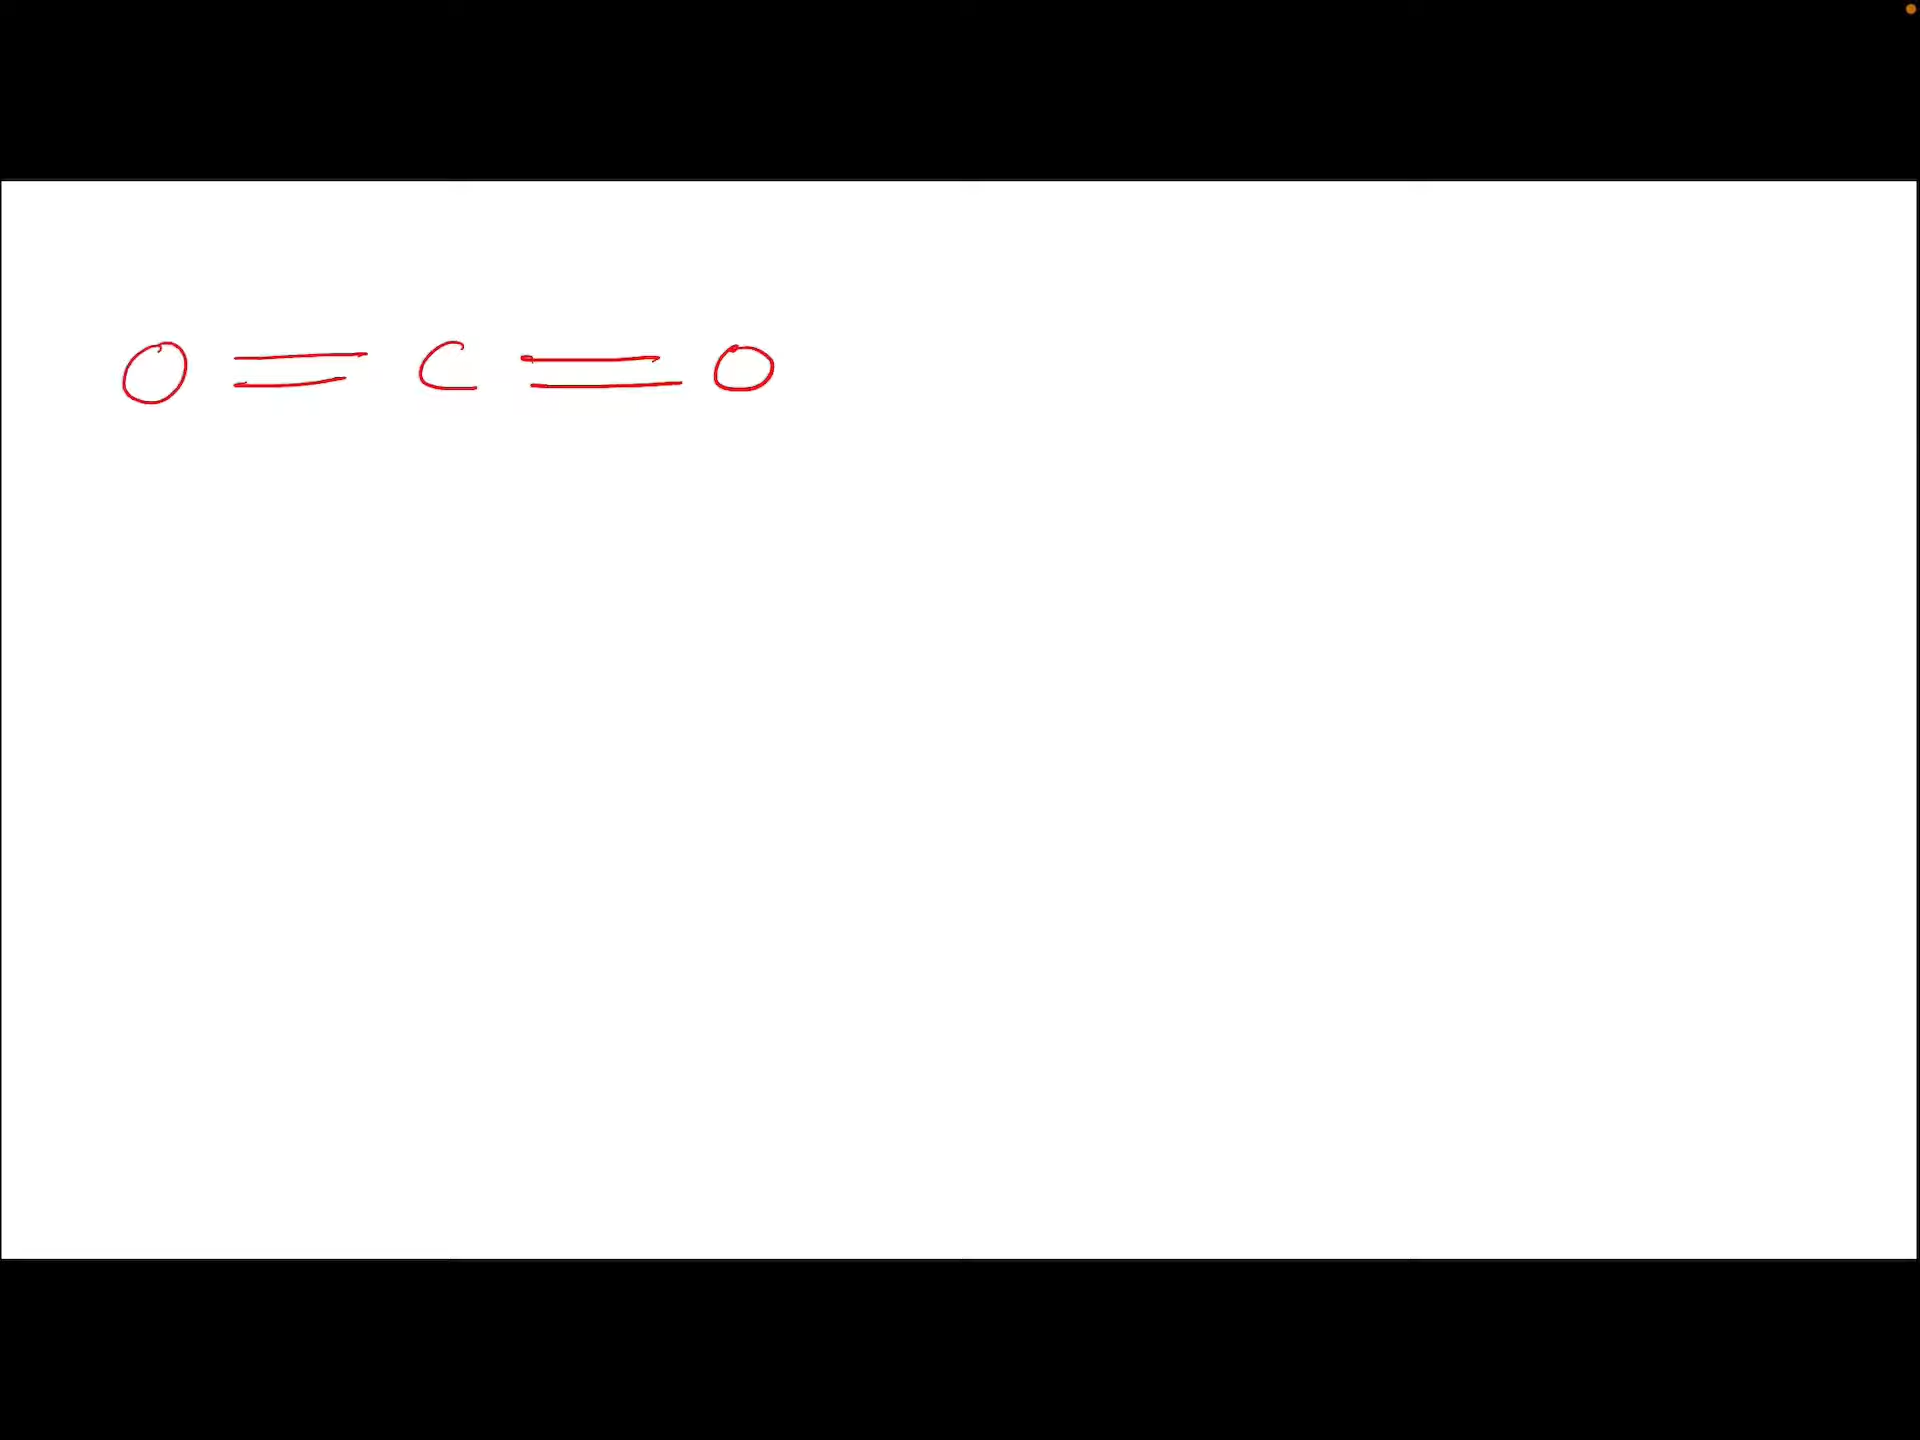 O = C = O